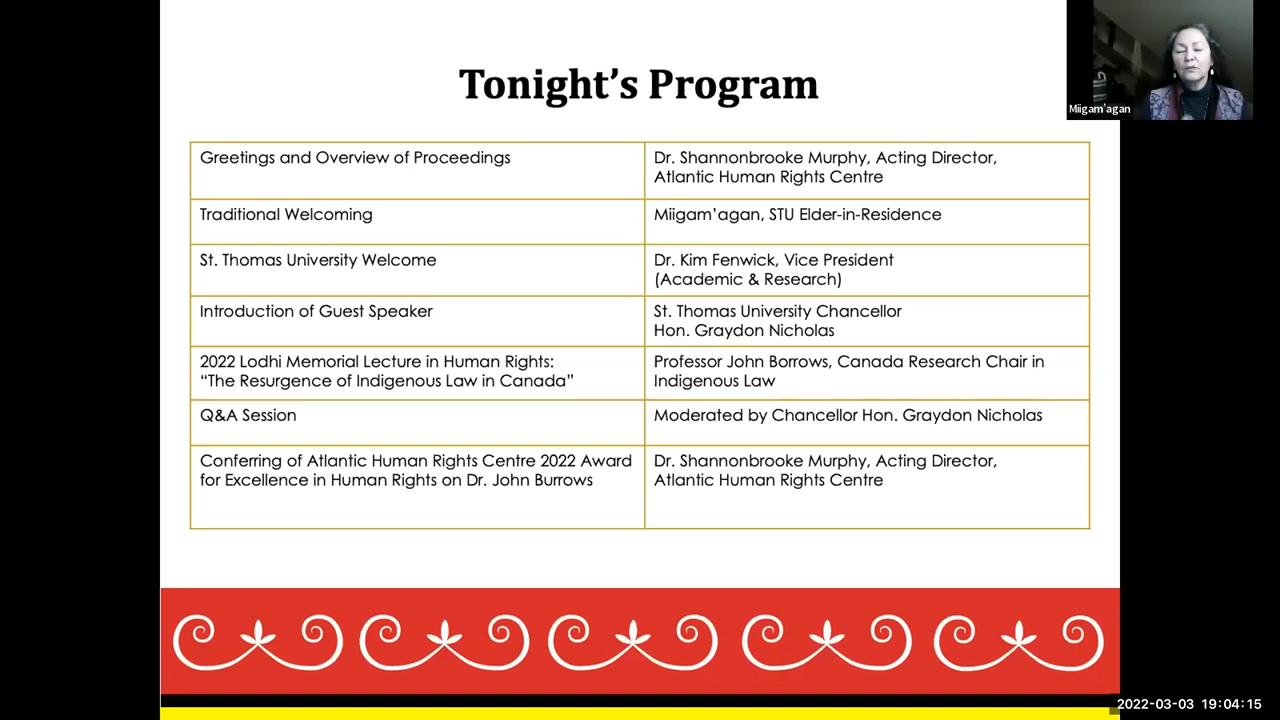 Tonight's Program
Miigam'agan
Greetings and Overview of Proceedings
Dr. Shannonbrooke Murphy, Acting Director,
Atlantic Human Rights Centre
Traditional Welcoming
Miigam'agan, STU Elder-in-Residence
St. Thomas University Welcome
Dr. Kim Fenwick, Vice President
(Academic & Research)
Introduction of Guest Speaker
St. Thomas University Chancellor
Hon. Graydon Nicholas
2022 Lodhi Memorial Lecture in Human Rights:
“The Resurgence of Indigenous Law in Canada”
Professor John Borrows, Canada Research Chair in
Indigenous Law
Q&A Session
Moderated by Chancellor Hon. Graydon Nicholas
Conferring of Atlantic Human Rights Centre 2022 Award
for Excellence in Human Rights on Dr. John Burrows
Dr. Shannonbrooke Murphy, Acting Director,
Atlantic Human Rights Centre
2022-03-03 19:04:15